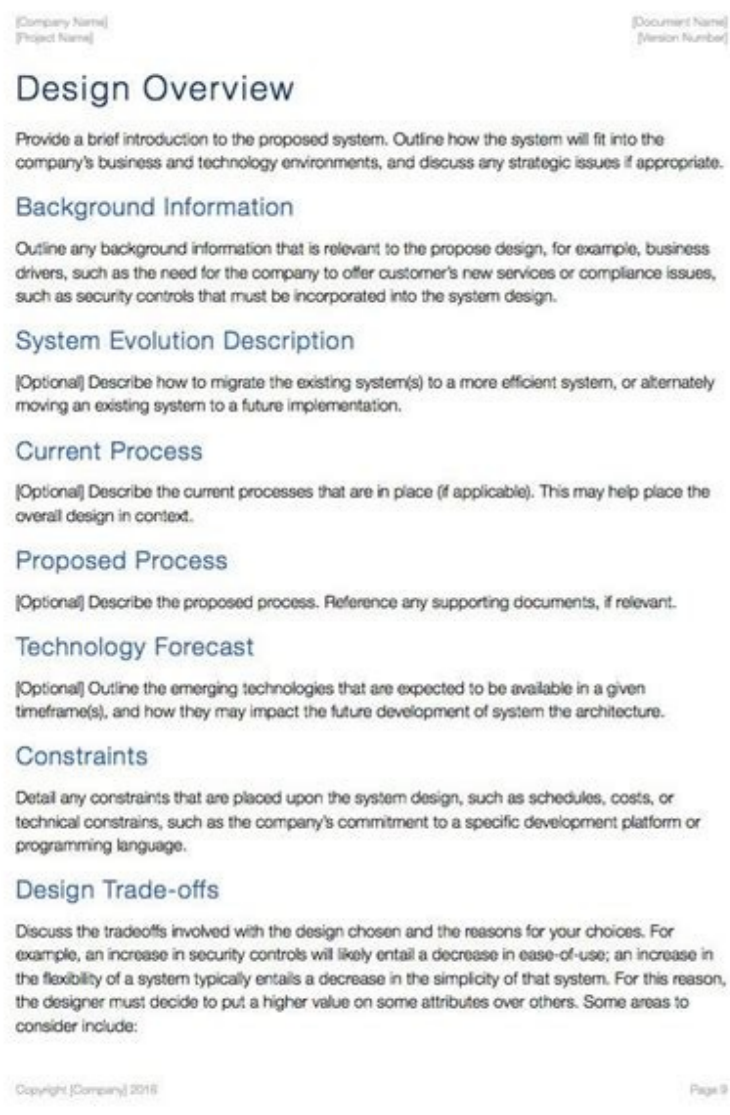 [Company Name]
[Document Name]
[Project Name]
[Version Number]
Design Overview
Provide a brief introduction to the proposed system. Outline how the system will fit into the
company's business and technology environments, and discuss any strategic issues if appropriate.
Background Information
Outline any background information that is relevant to the propose design, for example, business
drivers, such as the need for the company to offer customer's new services or compliance issues,
such as security controls that must be incorporated into the system design.
System Evolution Description
[Optional] Describe how to migrate the existing system(s) to a more efficient system, or alternately
moving an existing system to a future implementation.
Current Process
[Optional] Describe the current processes that are in place (if applicable). This may help place the
overall design in context.
Proposed Process
[Optional] Describe the proposed process. Reference any supporting documents, if relevant.
Technology Forecast
[Optional] Outline the emerging technologies that are expected to be available in a given
timeframe(s), and how they may impact the future development of system the architecture.
Constraints
Detail any constraints that are placed upon the system design, such as schedules, costs, or
technical constrains, such as the company's commitment to a specific development platform or
programming language.
Design Trade-offs
Discuss the tradeoffs involved with the design chosen and the reasons for your choices. For
example, an increase in security controls will likely entail a decrease in ease-of-use; an increase in
the flexibility of a system typically entails a decrease in the simplicity of that system. For this reason,
the designer must decide to put a higher value on some attributes over others. Some areas to
consider include:
Copyright [Company] 2016
Page 9